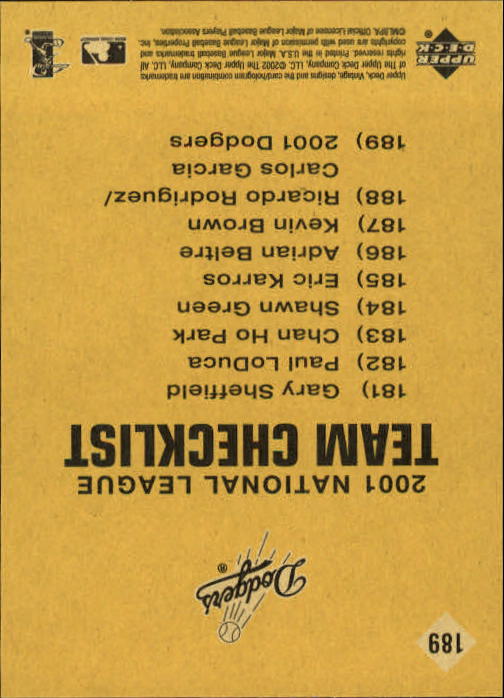 189
Dodgers®
2001 NATIONAL LEAGUE
TEAM CHECKLIST
181) Gary Sheffield
182) Paul LoDuca
183) Chan Ho Park
184) Shawn Green
185) Eric Karros
186) Adrian Beltre
187) Kevin Brown
188) Ricardo Rodriguez/
Carlos Garcia
189) 2001 Dodgers
Upper Deck, Vintage, designs and the card/hologram combination are trademarks
of The Upper Deck Company, LLC. ©2002 The Upper Deck Company, LLC. All
rights reserved. Printed in the U.S.A. Major League Baseball trademarks and
copyrights are used with permission of Major League Baseball Properties, Inc.
©MLBPA Official Licensee of Major League Baseball Players Association.
UPPER
DECK